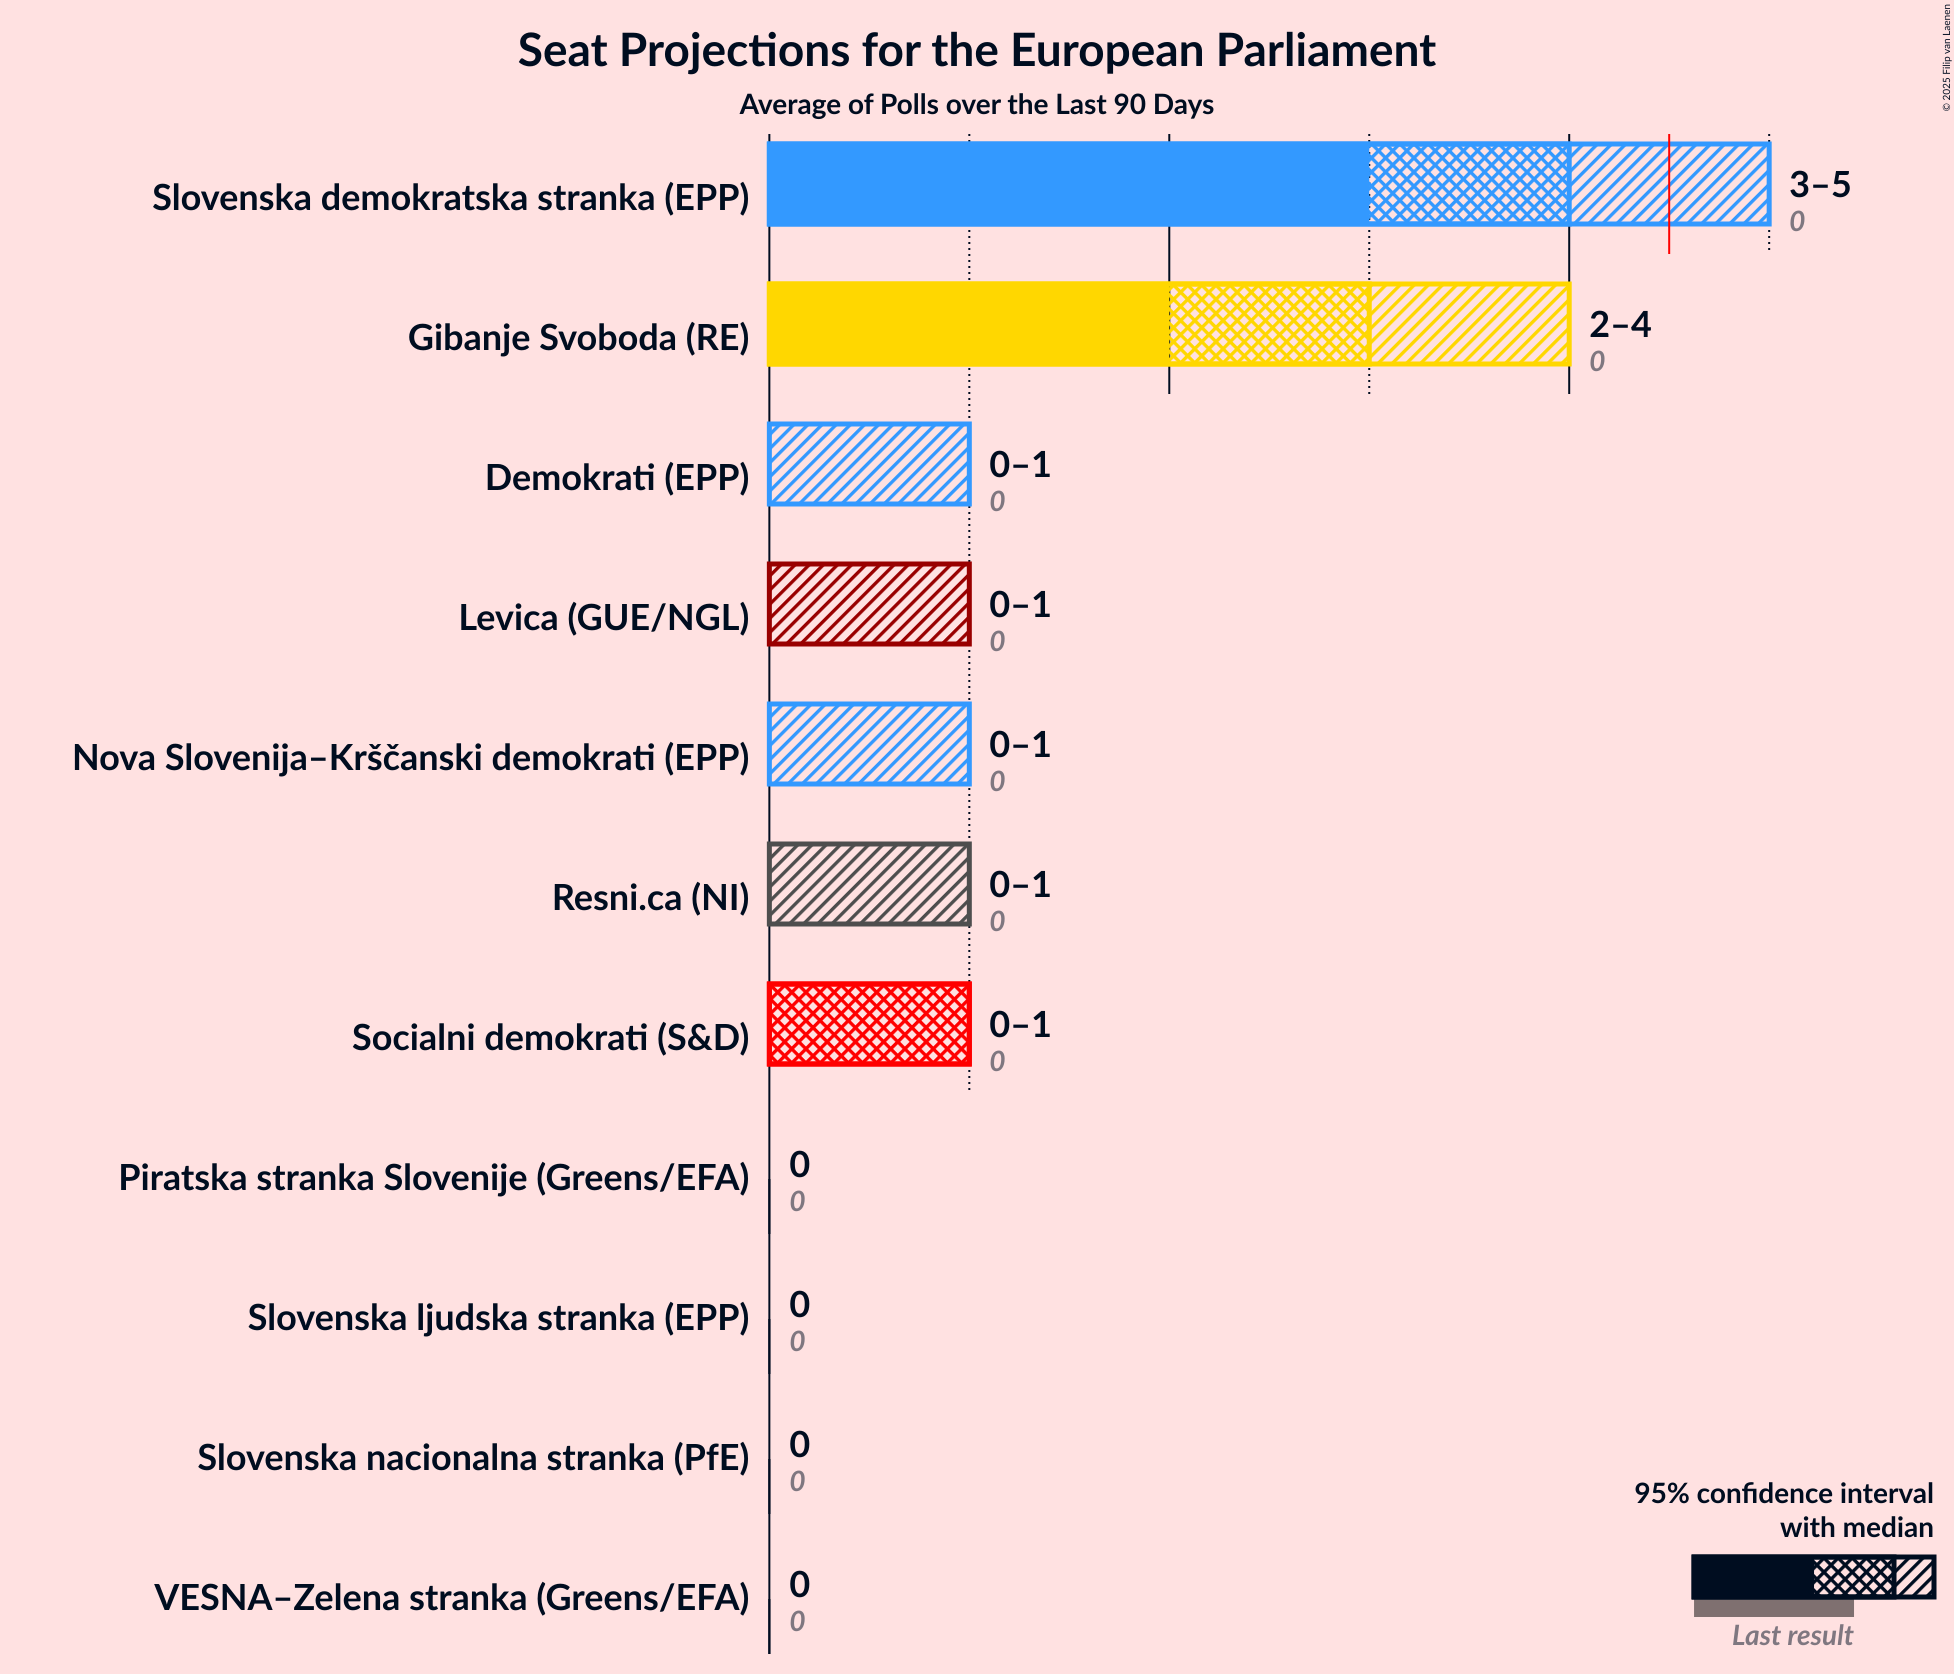 Seat Projections for the European Parliament
Average of Polls over the Last 90 Days
© 2025 Filip van Laenen
Slovenska demokratska stranka (EPP)
3–5
0
Gibanje Svoboda (RE)
2–4
0
Demokrati (EPP)
0–1
0
Levica (GUE/NGL)
0–1
0
Nova Slovenija–Krščanski demokrati (EPP)
0–1
0
Resni.ca (NI)
0–1
0
Socialni demokrati (S&D)
0–1
0
Piratska stranka Slovenije (Greens/EFA)
0
0
Slovenska ljudska stranka (EPP)
0
0
Slovenska nacionalna stranka (PfE)
0
0
VESNA–Zelena stranka (Greens/EFA)
0
0
95% confidence interval
with median
Last result